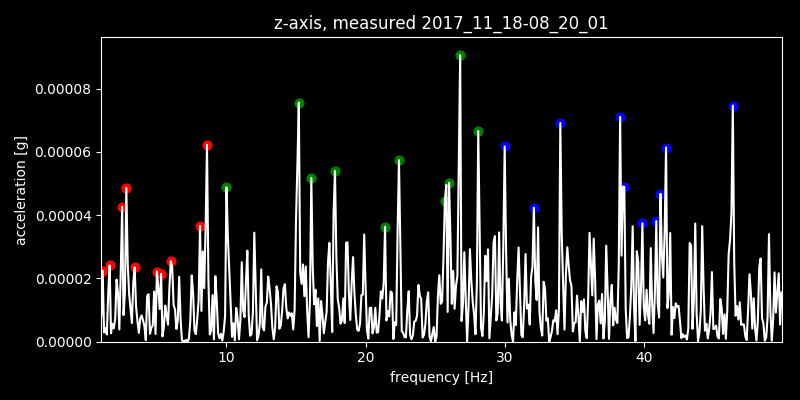 z-axis, measured 2017_11_18-08_20_01
acceleration [g]
0.00008
0.00006
0.00004
0.00002
0.00000
10 20 30 40
frequency [Hz]